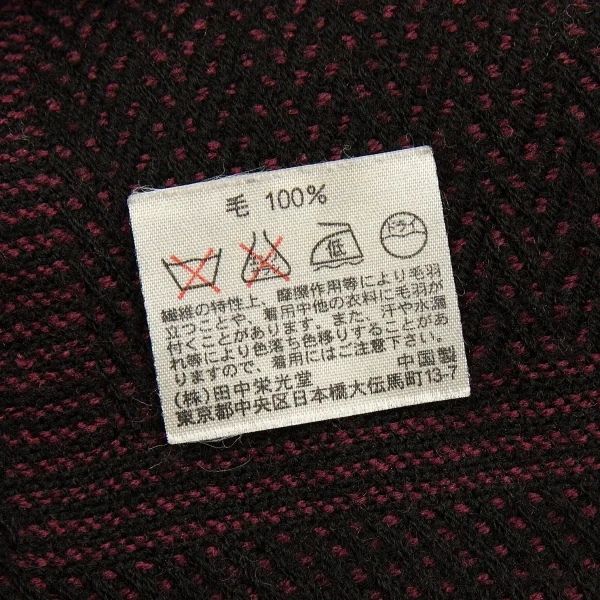 毛 100%
低
ドライ
繊維の特性上、摩擦作用等により毛羽
立つことや、着用中他の衣料に毛羽が
付くことがあります。また、汗や水漏
れ等により色落ち色移りすることがあ
りますので、着用にはご注意下さい。
中国製
(株)田中栄光堂
東京都中央区日本橋大伝馬町13-7